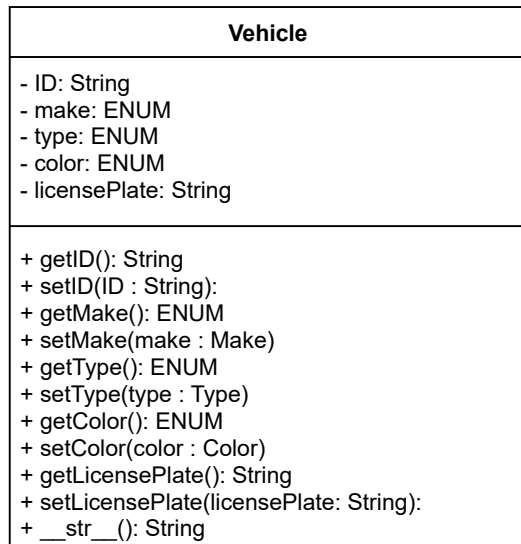 Vehicle
- ID: String
- make: ENUM
- type: ENUM
- color: ENUM
- licensePlate: String
+ getID(): String
+ setID(ID : String):
+ getMake(): ENUM
+ setMake(make : Make)
+ getType(): ENUM
+ setType(type : Type)
+ getColor(): ENUM
+ setColor(color : Color)
+ getLicensePlate(): String
+ setLicensePlate(licensePlate: String):
+ __str__(): String